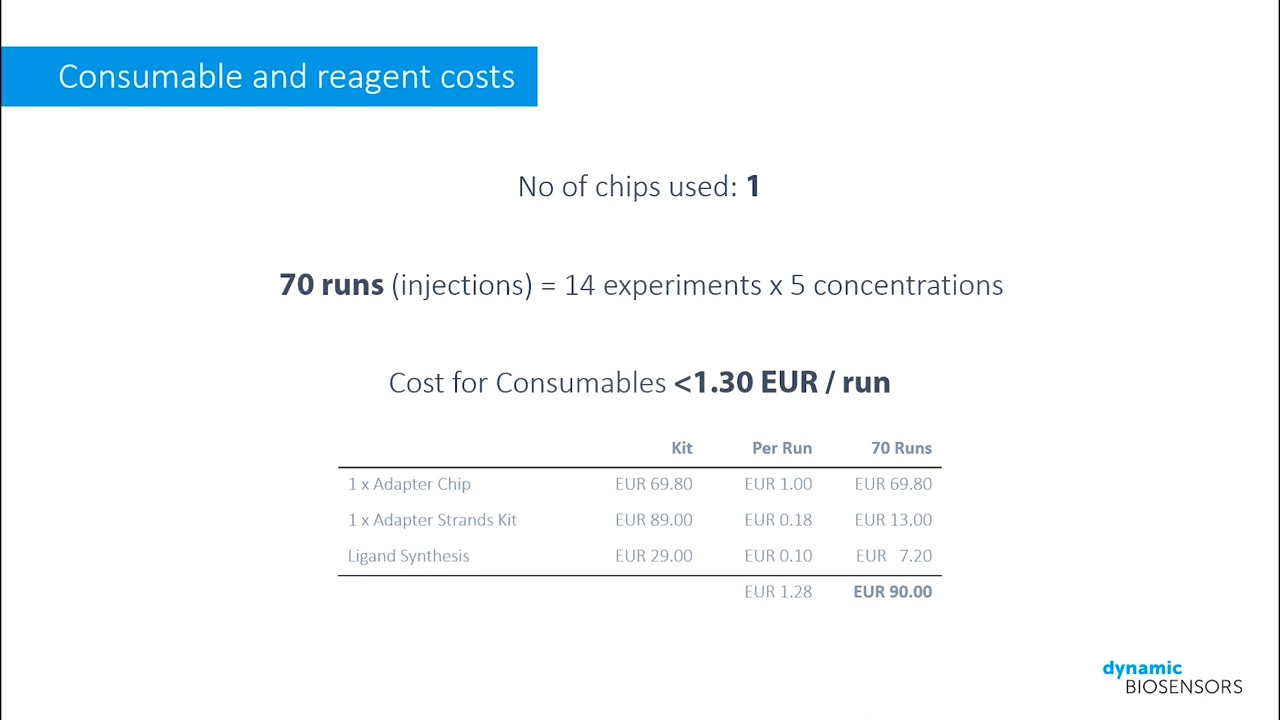 Consumable and reagent costs
No of chips used: 1
70 runs (injections) = 14 experiments x 5 concentrations
Cost for Consumables <1.30 EUR / run
Kit Per Run 70 Runs
1 x Adapter Chip EUR 69.80 EUR 1.00 EUR 69.80
1 x Adapter Strands Kit EUR 89.00 EUR 0.18 EUR 13.00
Ligand Synthesis EUR 29.00 EUR 0.10 EUR 7.20
EUR 1.28 EUR 90.00
dynamic
BIOSENSORS